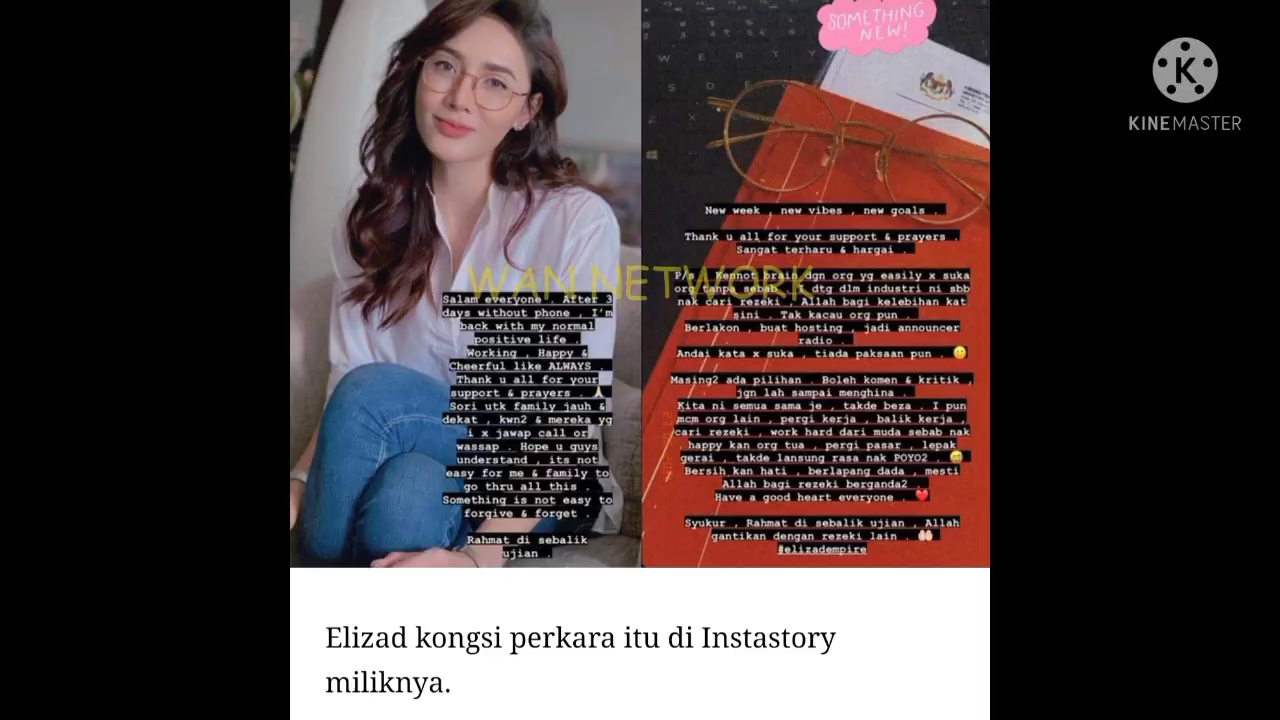 SOMETHING
NEW!
W E R T Y
S D F
KINEMASTER
WAN NETWORK
Salam everyone . After 3
days without phone , I'm
back with my normal
positive life .
Working , Happy &
Cheerful like ALWAYS .
Thank u all for your
support & prayers . 🙏
Sori utk family jauh &
dekat , kwn2 & mereka yg
i x jawap call or
wassap . Hope u guys
understand , its not
easy for me & family to
go thru all this .
Something is not easy to
forgive & forget .
Rahmat di sebalik
ujian .
New week , new vibes , new goals .
Thank u all for your support & prayers .
Sangat terharu & hargai .
P/s , Kennot brain dgn org yg easily x suka
org tanpa sebab . I dtg dlm industri ni sbb
nak cari rezeki , Allah bagi kelebihan kat
sini . Tak kacau org pun .
Berlakon , buat hosting , jadi announcer
radio .
Andai kata x suka , tiada paksaan pun . 🙂
Masing2 ada pilihan . Boleh komen & kritik ,
jgn lah sampai menghina .
Kita ni semua sama je , takde beza . I pun
mcm org lain , pergi kerja , balik kerja ,
cari rezeki , work hard dari muda sebab nak
happy kan org tua , pergi pasar , lepak
gerai , takde lansung rasa nak POYO2 . 😁
Bersih kan hati , berlapang dada , mesti
Allah bagi rezeki berganda2 .
Have a good heart everyone . ❤️
Syukur , Rahmat di sebalik ujian , Allah
gantikan dengan rezeki lain . 🤲🏻
#elizadempire
Elizad kongsi perkara itu di Instastory
miliknya.